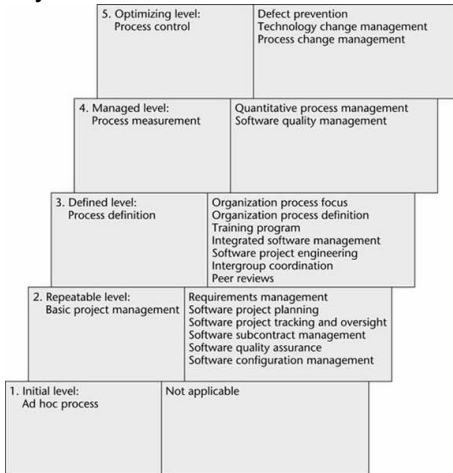 5. Optimizing level:
Process control
Defect prevention
Technology change management
Process change management
4. Managed level:
Process measurement
Quantitative process management
Software quality management
3. Defined level:
Process definition
Organization process focus
Organization process definition
Training program
Integrated software management
Software project engineering
Intergroup coordination
Peer reviews
2. Repeatable level:
Basic project management
Requirements management
Software project planning
Software project tracking and oversight
Software subcontract management
Software quality assurance
Software configuration management
1. Initial level:
Ad hoc process
Not applicable